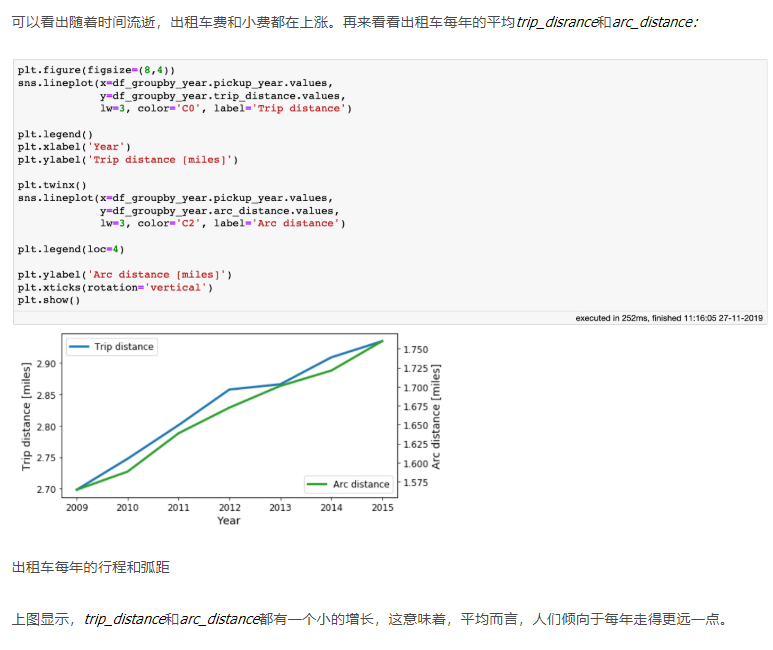 可以看出随着时间流逝，出租车费和小费都在上涨。再来看看出租车每年的平均trip_disrance和arc_distance：
plt.figure(figsize=(8,4))
sns.lineplot(x=df_groupby_year.pickup_year.values,
y=df_groupby_year.trip_distance.values,
lw=3, color='C0', label='Trip distance')
plt.legend()
plt.xlabel('Year')
plt.ylabel('Trip distance [miles]')
plt.twinx()
sns.lineplot(x=df_groupby_year.pickup_year.values,
y=df_groupby_year.arc_distance.values,
lw=3, color='C2', label='Arc distance')
plt.legend(loc=4)
plt.ylabel('Arc distance [miles]')
plt.xticks(rotation='vertical')
plt.show()
executed in 252ms, finished 11:16:05 27-11-2019
Trip distance
Trip distance [miles]
2.90
2.85
2.80
2.75
2.70
1.750
1.725
1.700
1.675
1.650
1.625
1.600
1.575
Arc distance [miles]
Arc distance
2009 2010 2011 2012 2013 2014 2015
Year
出租车每年的行程和弧距
上图显示，trip_distance和arc_distance都有一个小的增长，这意味着，平均而言，人们倾向于每年走得更远一点。